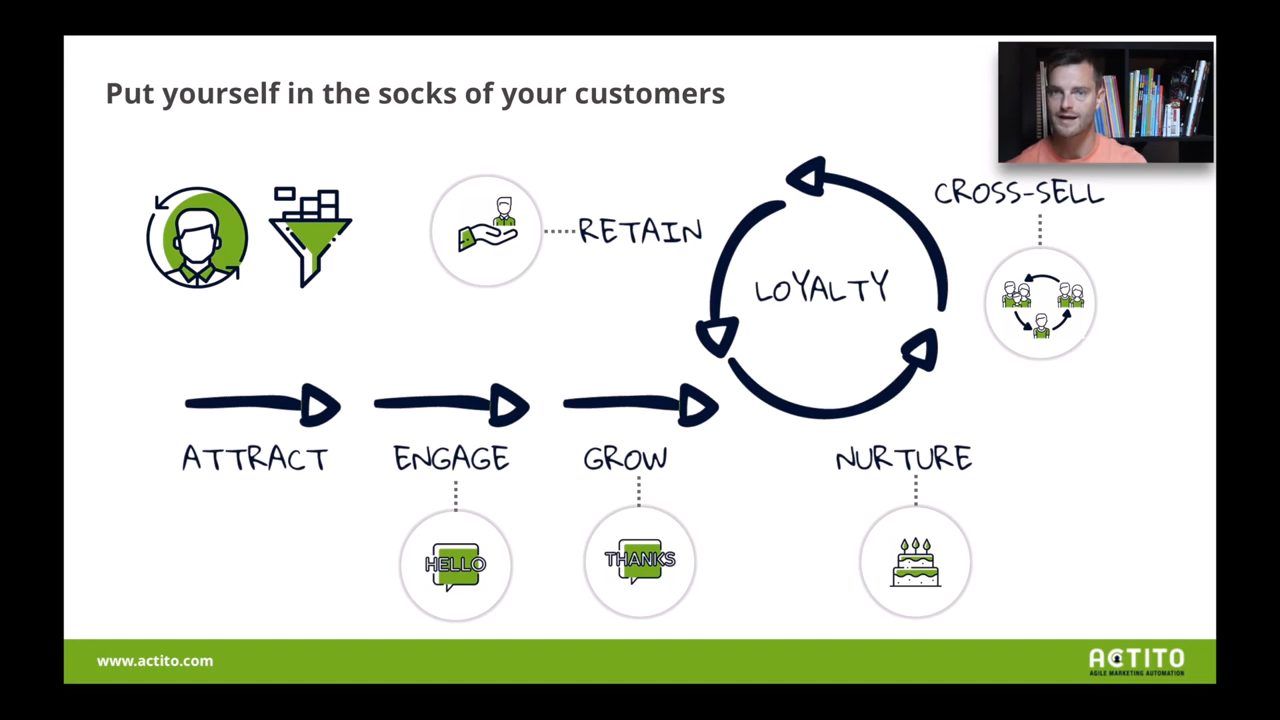 Put yourself in the socks of your customers
CROSS-SELL
RETAIN
LOYALTY
ATTRACT
ENGAGE
GROW
NURTURE
HELLO
THANKS
www.actito.com
ACTITO
AGILE MARKETING AUTOMATION